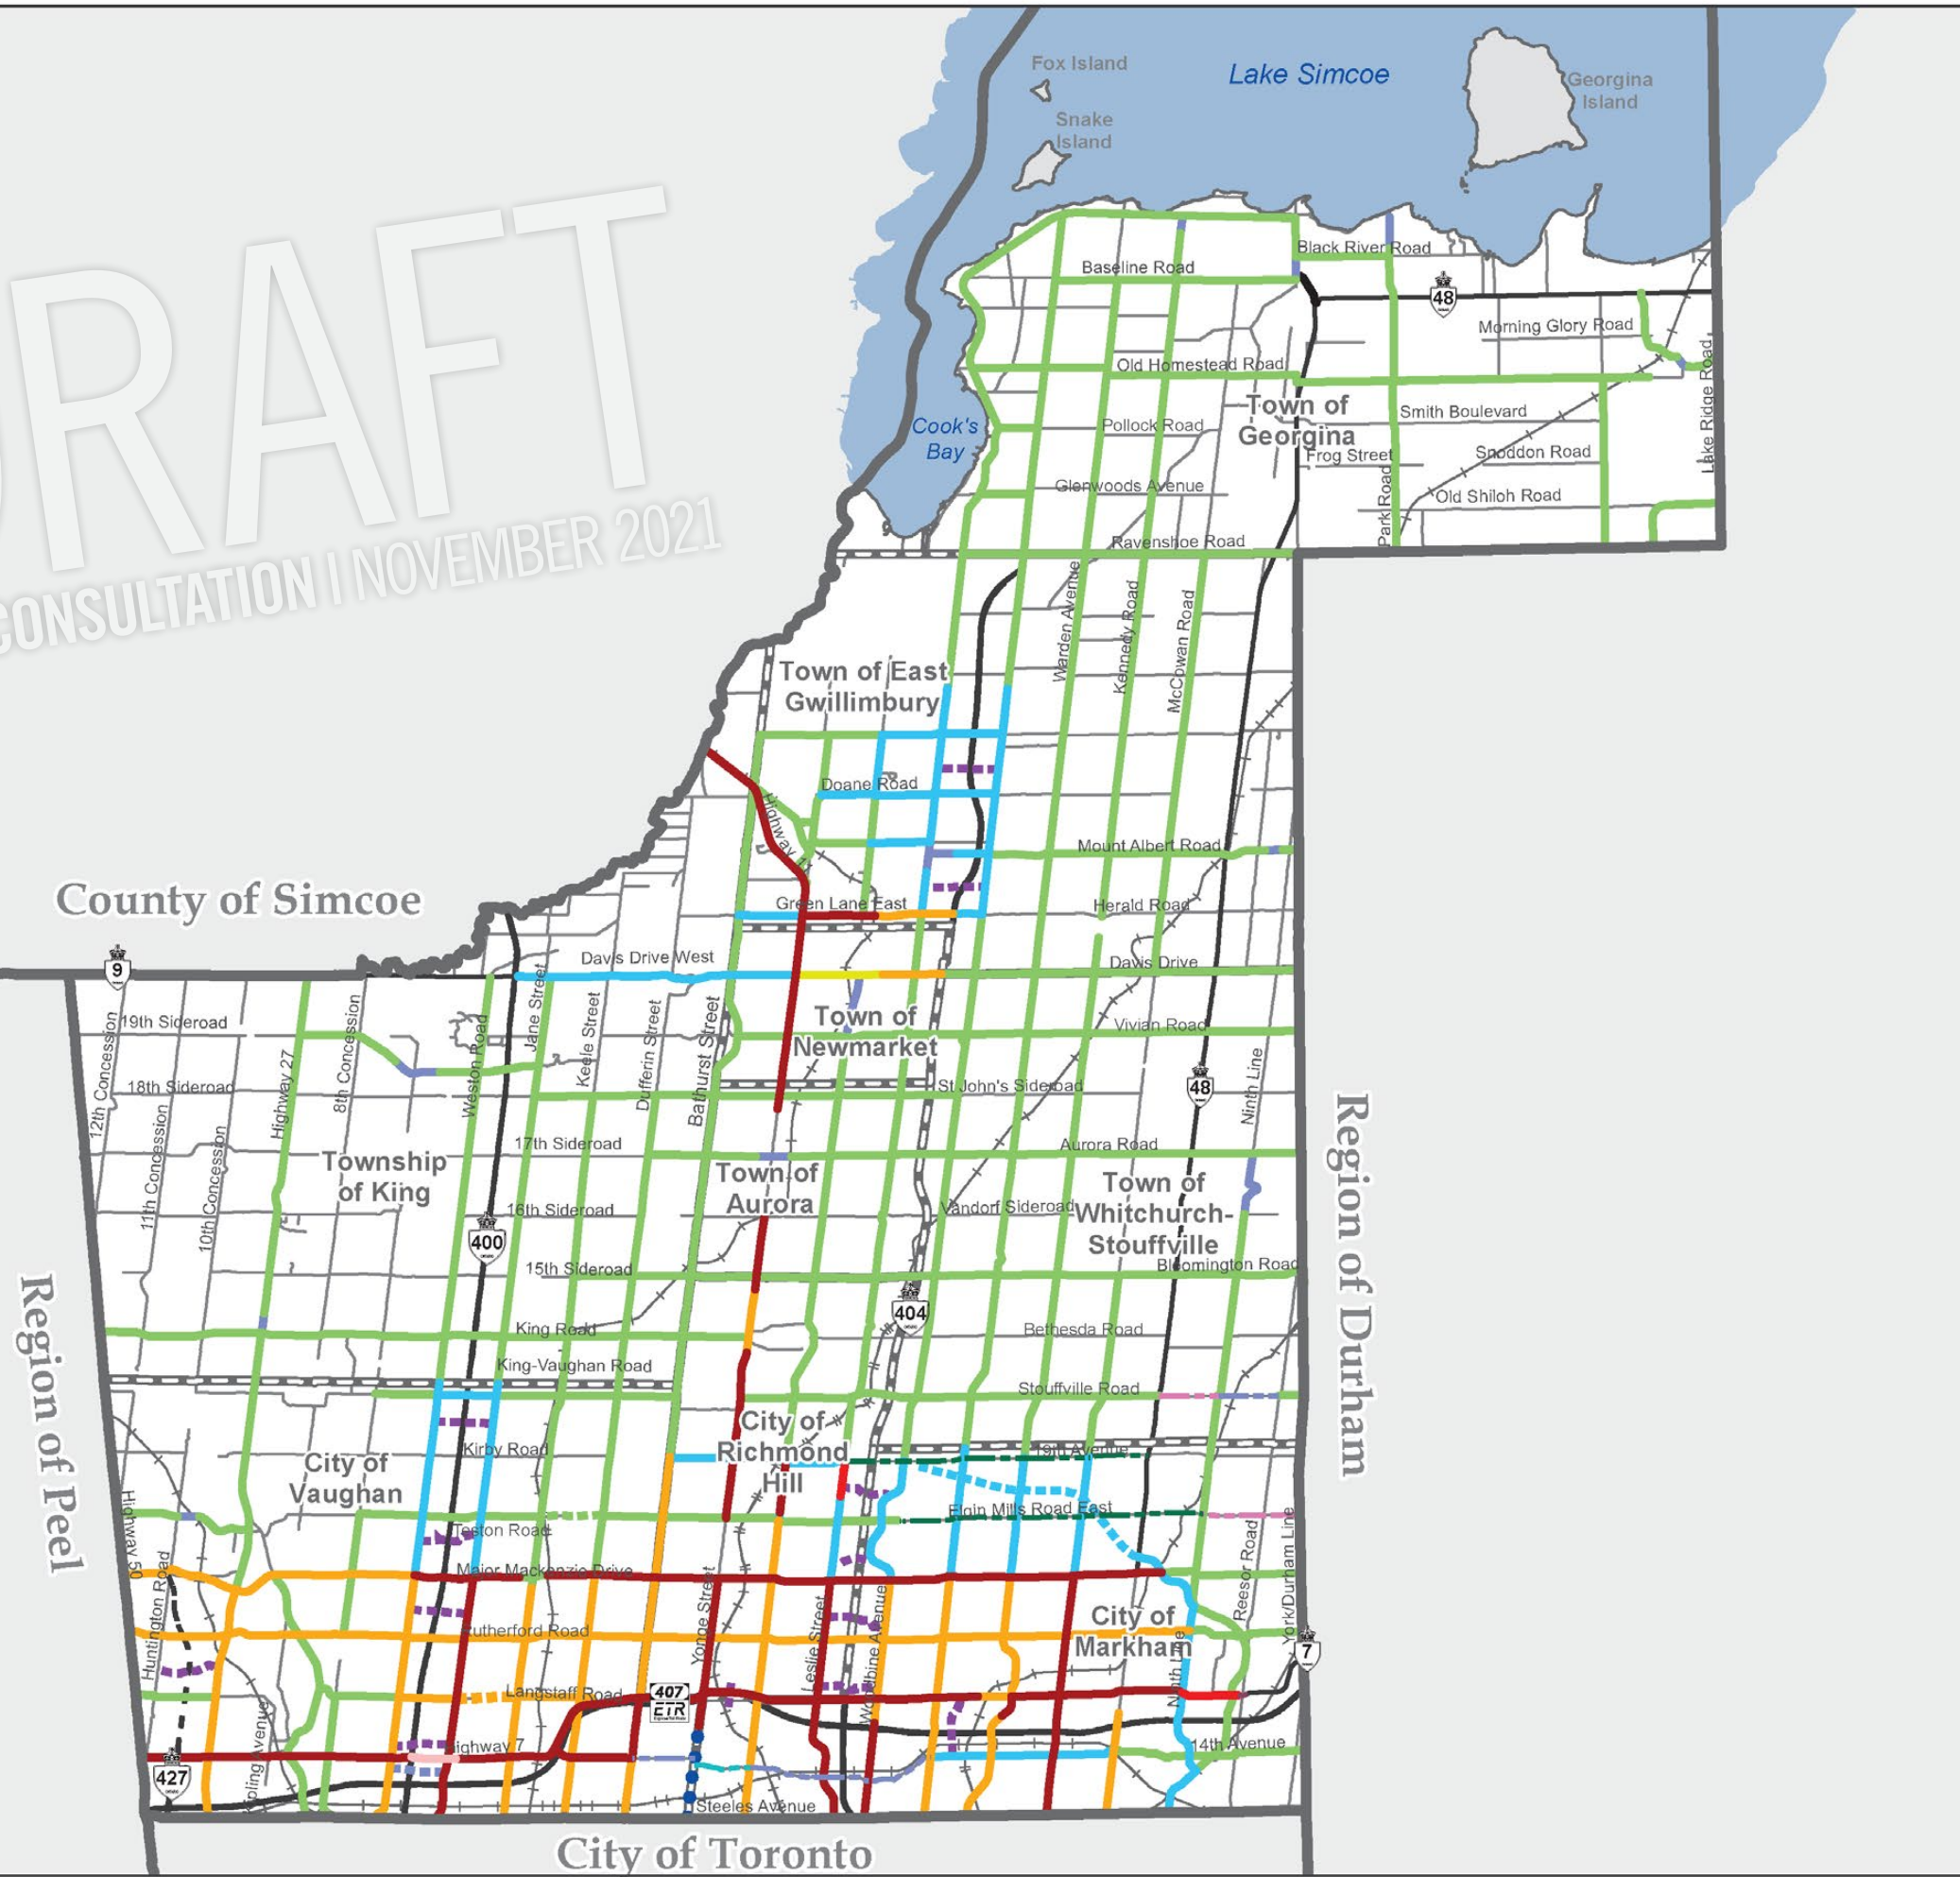 Fox Island
Lake Simcoe
Georgina
Island
Snake
Island
Black River Road
Baseline Road
48
Morning Glory Road
Old Homestead Road
Lake Ridge Road
Town of
Georgina
Smith Boulevard
Cook's
Bay
Pollock Road
Frog Street
Snoddon Road
Glenwoods Avenue
Park Road
Old Shiloh Road
Ravenshoe Road
DRAFT
CONSULTATION | NOVEMBER 2021
Warden Avenue
Kennedy Road
McCowan Road
Town of East
Gwillimbury
Doane Road
Highway 11
Mount Albert Road
County of Simcoe
Green Lane East
Herald Road
9
Davis Drive West
Davis Drive
19th Sideroad
12th Concession
8th Concession
Weston Road
Jane Street
Keele Street
Dufferin Street
Bathurst Street
Town of
Newmarket
Vivian Road
18th Sideroad
Highway 27
St John's Sideroad
48
Ninth Line
11th Concession
10th Concession
17th Sideroad
Aurora Road
Township
of King
Town of
Aurora
Town of
Whitchurch-
Stouffville
16th Sideroad
Vandorf Sideroad
400
15th Sideroad
Bloomington Road
Region of Durham
Region of Peel
404
King Road
Bethesda Road
King-Vaughan Road
Stouffville Road
City of
Richmond
Hill
City of
Vaughan
Kirby Road
19th Avenue
Highway 50
Elgin Mills Road East
Teston Road
Reesor Road
York/Durham Line
Major Mackenzie Drive
Huntington Road
Yonge Street
Leslie Street
Woodbine Avenue
City of
Markham
Rutherford Road
7
Ninth Line
Langstaff Road
407
ETR
Kipling Avenue
Highway 7
14th Avenue
427
Steeles Avenue
City of Toronto